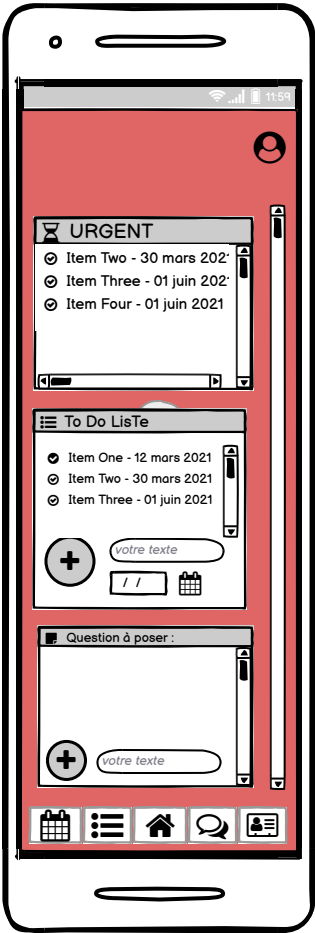 11:59
URGENT
Item Two - 30 mars 202
Item Three - 01 juin 202
Item Four - 01 juin 2021
To Do LisTe
Item One - 12 mars 2021
Item Two - 30 mars 2021
Item Three - 01 juin 2021
votre texte
/ /
Question à poser :
votre texte